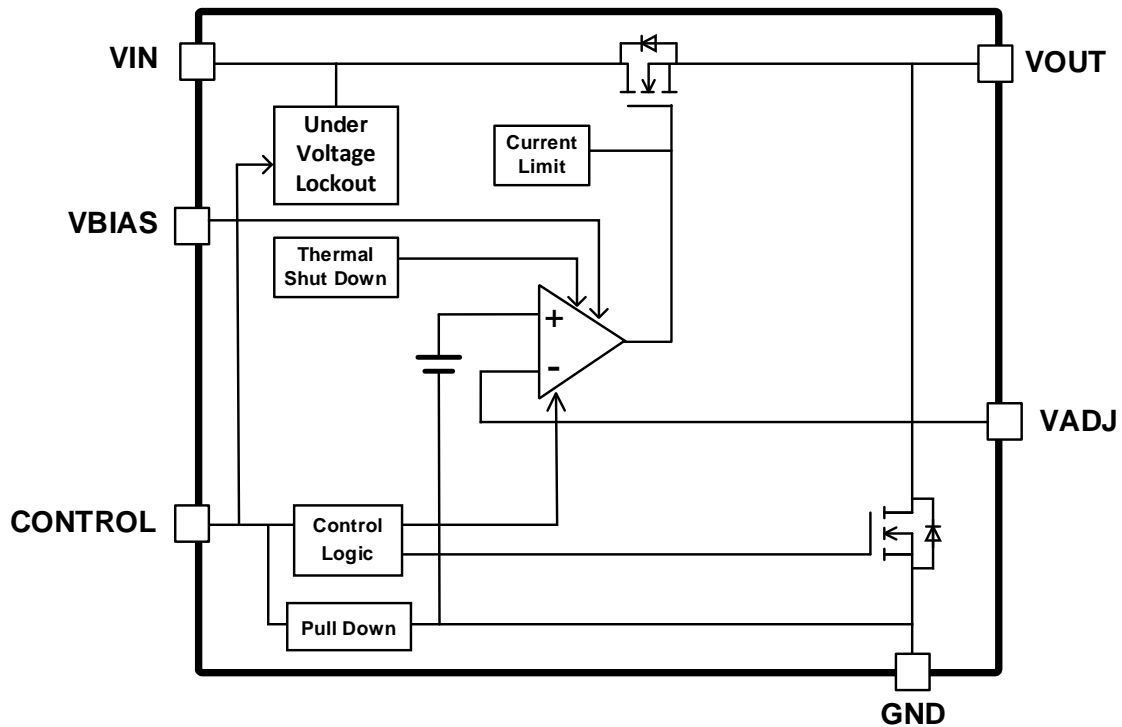 VIN
VOUT
Under
Voltage
Lockout
Current
Limit
VBIAS
Thermal
Shut Down
+
-
VADJ
CONTROL
Control
Logic
Pull Down
GND